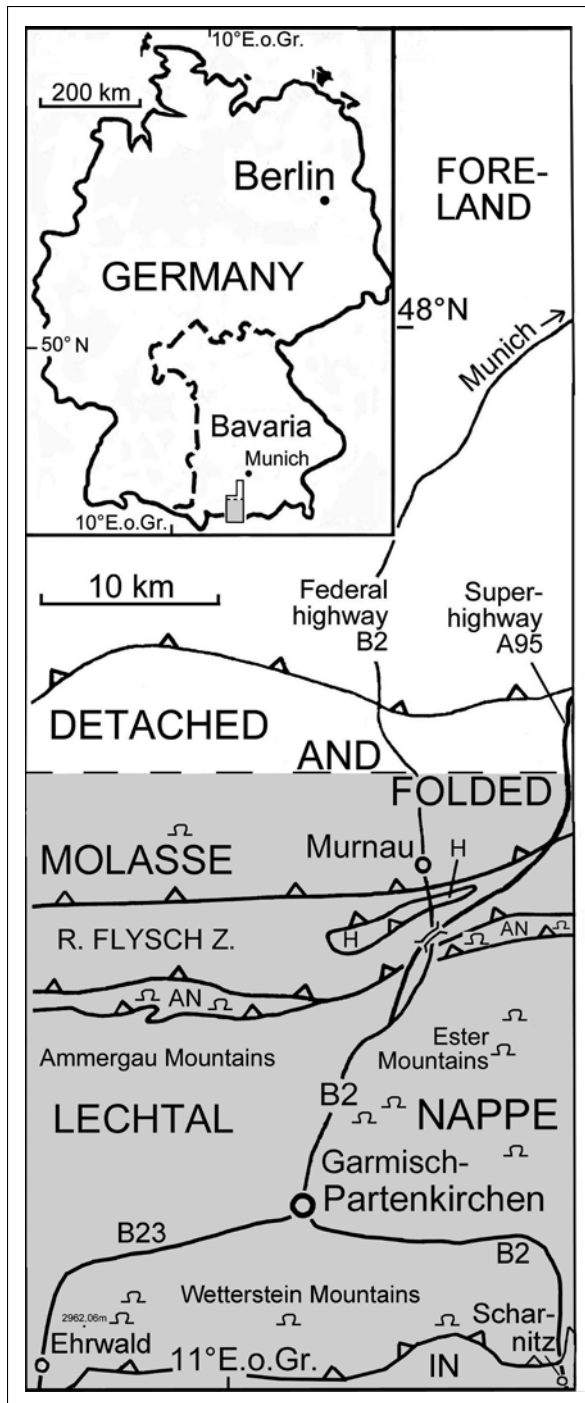 10°E.o.Gr.
200 km
Berlin
GERMANY
50° N
Bavaria
Munich
10°E.o.Gr.
FORE-
LAND
48°N
Munich
10 km
Federal
highway
B2
Super-
highway
A95
DETACHED
AND
FOLDED
MOLASSE
Murnau
H
R. FLYSCH Z.
H
AN
AN
Ammergau Mountains
Ester
Mountains
B2
LECHTAL
NAPPE
Garmisch-
Partenkirchen
B23
B2
Wetterstein Mountains
2962,06m
Ehrwald
Schar-
nitz
11°E.o.Gr.
IN